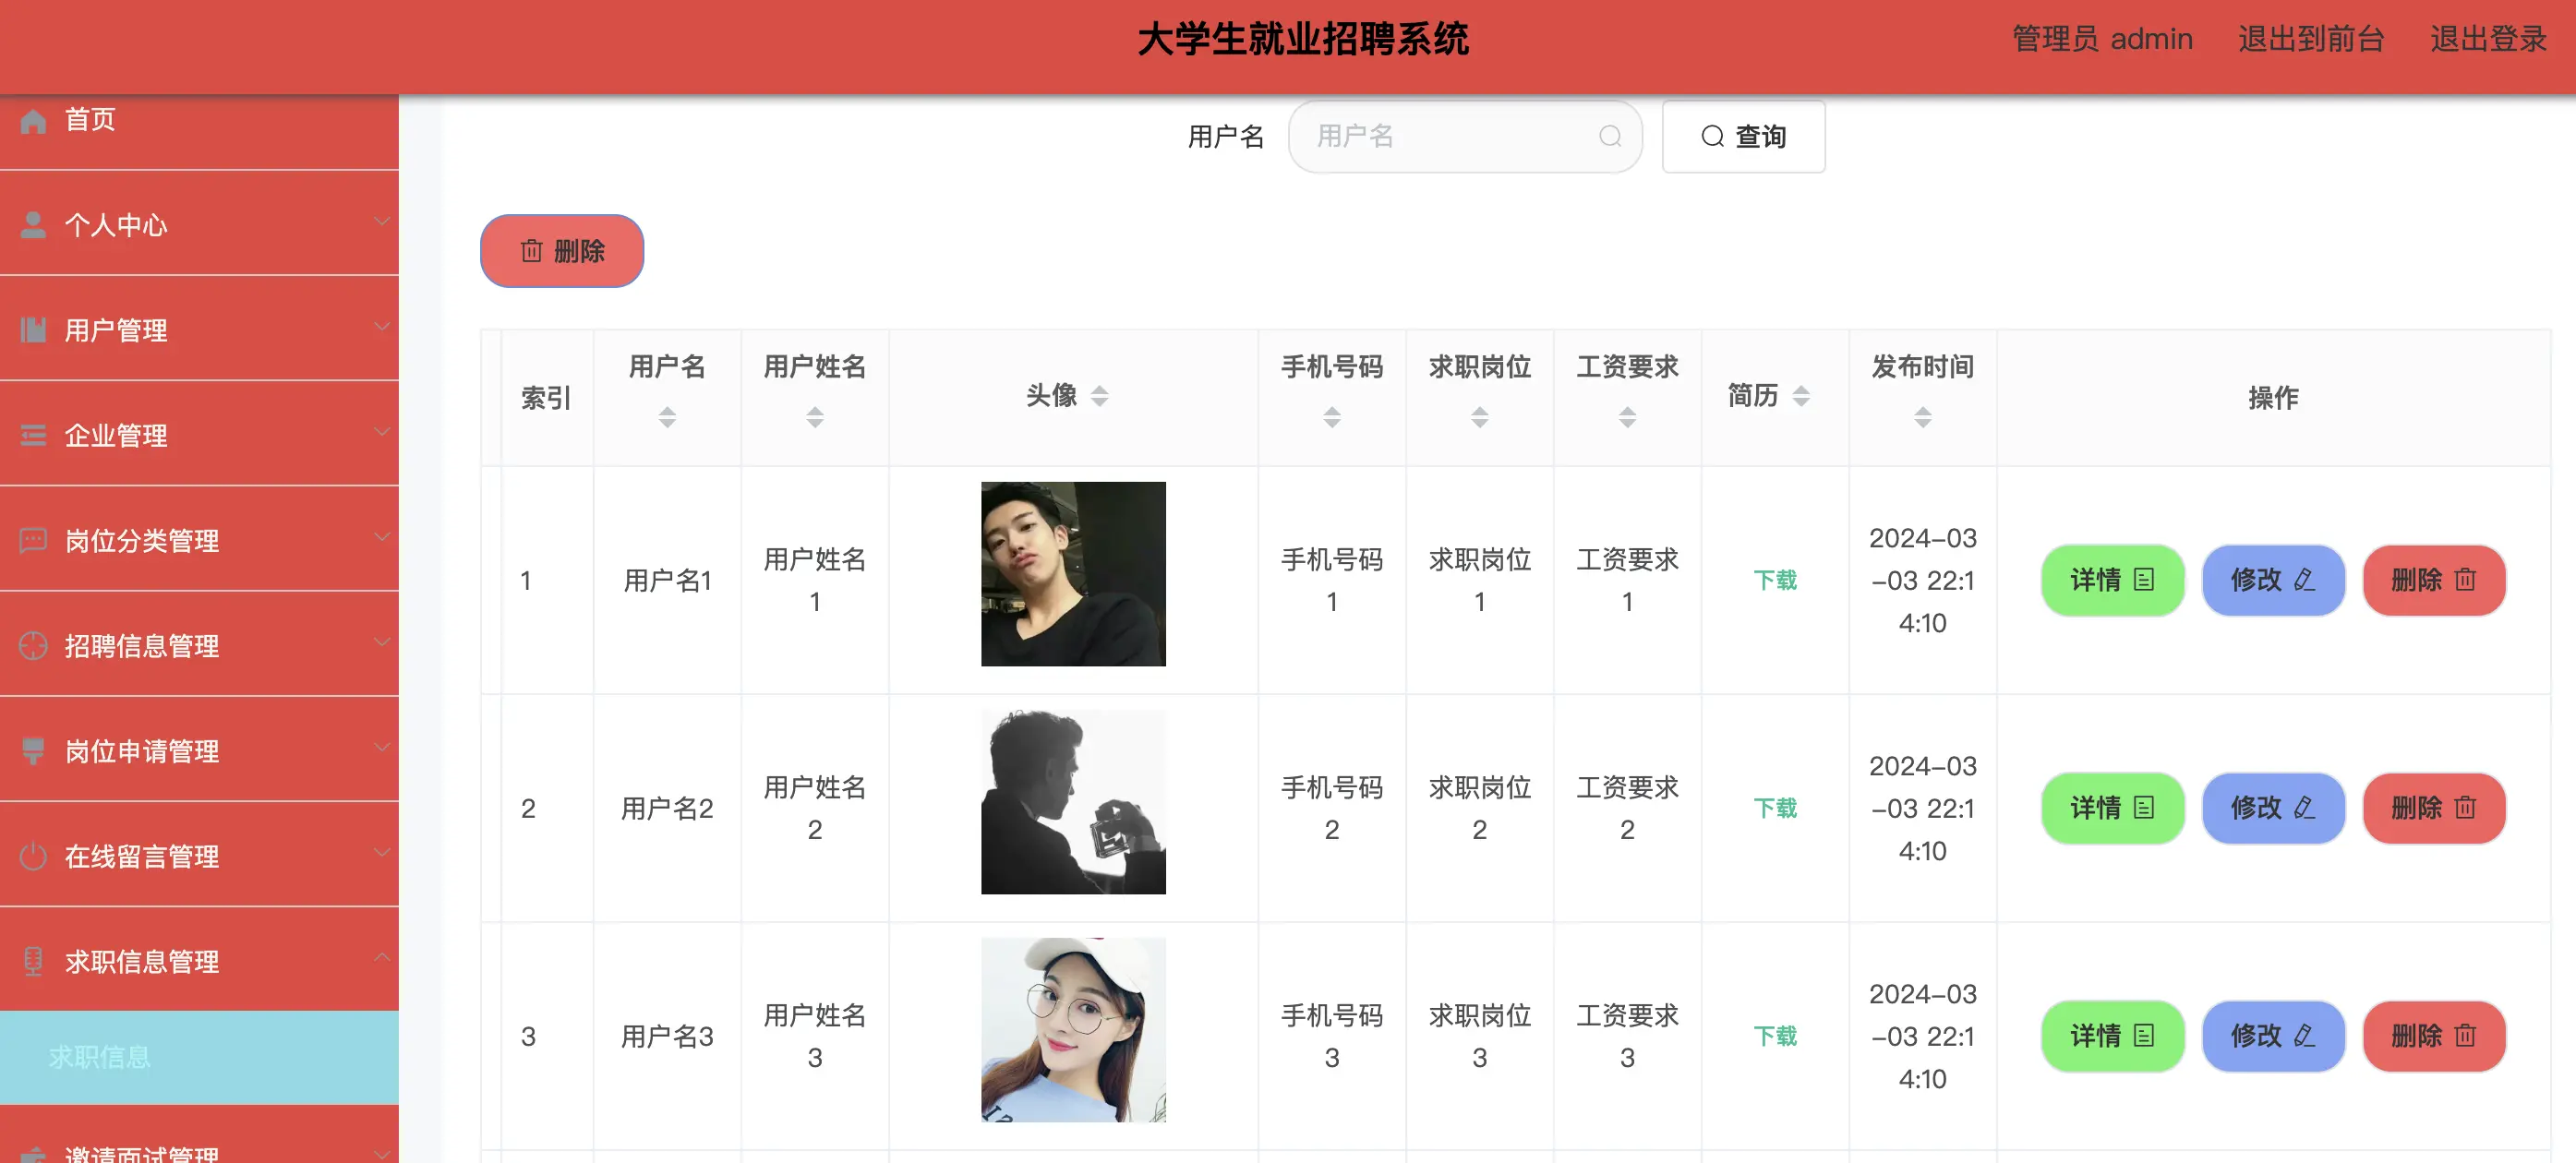 大学生就业招聘系统
管理员 admin 退出到前台 退出登录
首页
个人中心
用户管理
企业管理
岗位分类管理
招聘信息管理
岗位申请管理
在线留言管理
求职信息管理
求职信息
邀请面试管理
用户名 用户名 查询
删除
索引 用户名 用户姓名 头像 手机号码 求职岗位 工资要求 简历 发布时间 操作
1 用户名1 用户姓名 手机号码 求职岗位 工资要求 下载 2024-03
1 1 1 1 -03 22:1
4:10
详情 修改 删除
2 用户名2 用户姓名 手机号码 求职岗位 工资要求 下载 2024-03
2 2 2 2 -03 22:1
4:10
详情 修改 删除
3 用户名3 用户姓名 手机号码 求职岗位 工资要求 下载 2024-03
3 3 3 3 -03 22:1
4:10
详情 修改 删除